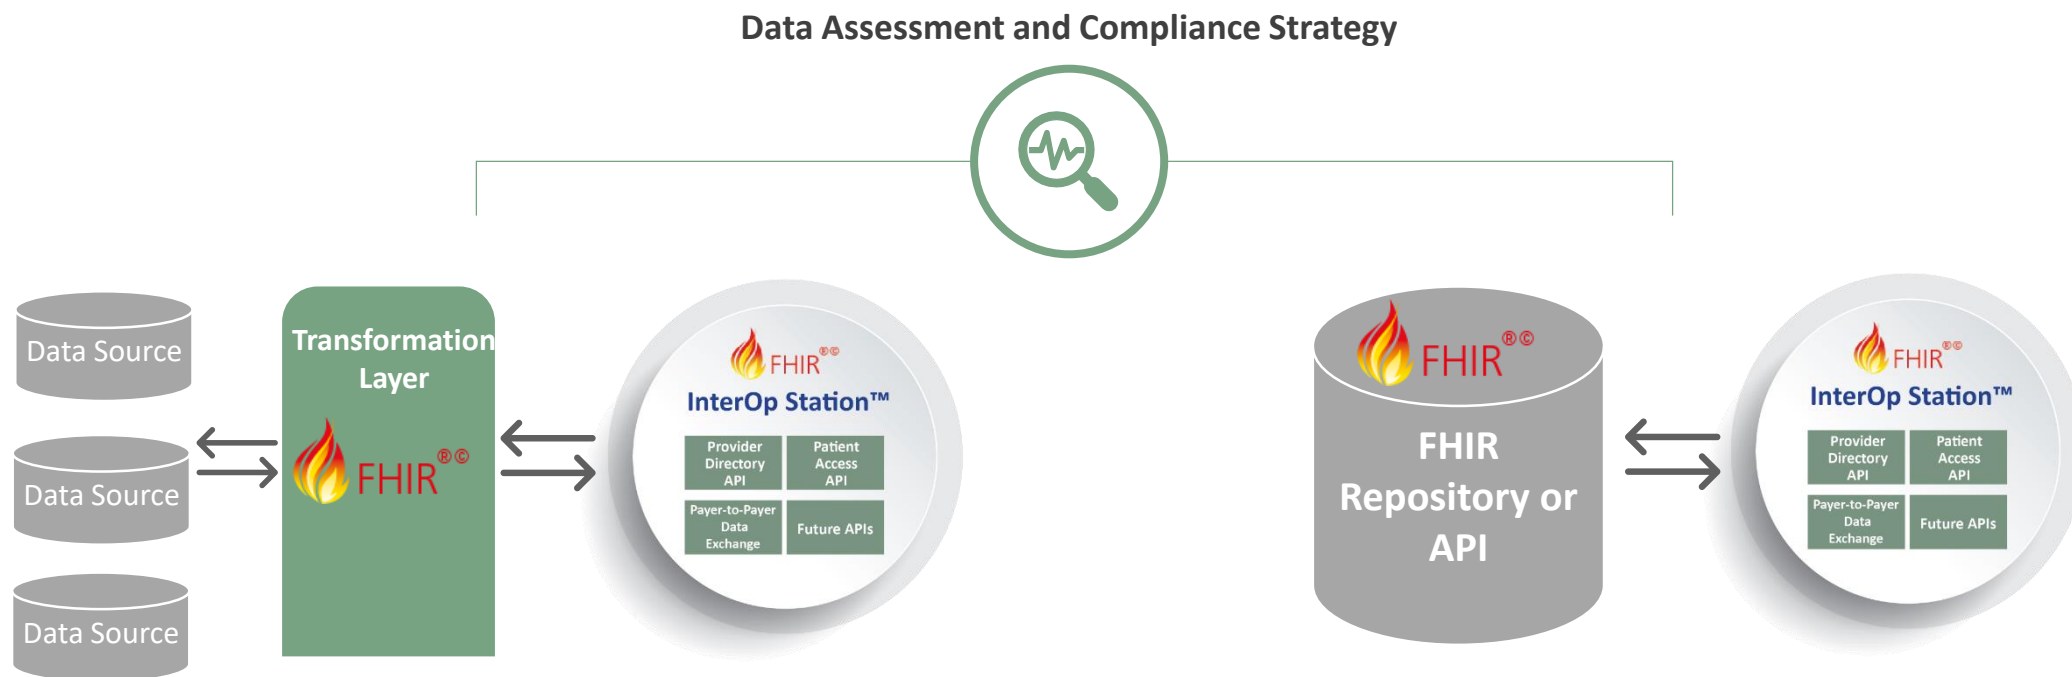 Data Assessment and Compliance Strategy
Data Source
Data Source
Data Source
Transformation
Layer
FHIR®©
FHIR®©
InterOp Station™
Provider
Directory
API
Patient
Access
API
Payer-to-Payer
Data
Exchange
Future APIs
FHIR®©
FHIR
Repository or
API
FHIR®©
InterOp Station™
Provider
Directory
API
Patient
Access
API
Payer-to-Payer
Data
Exchange
Future APIs